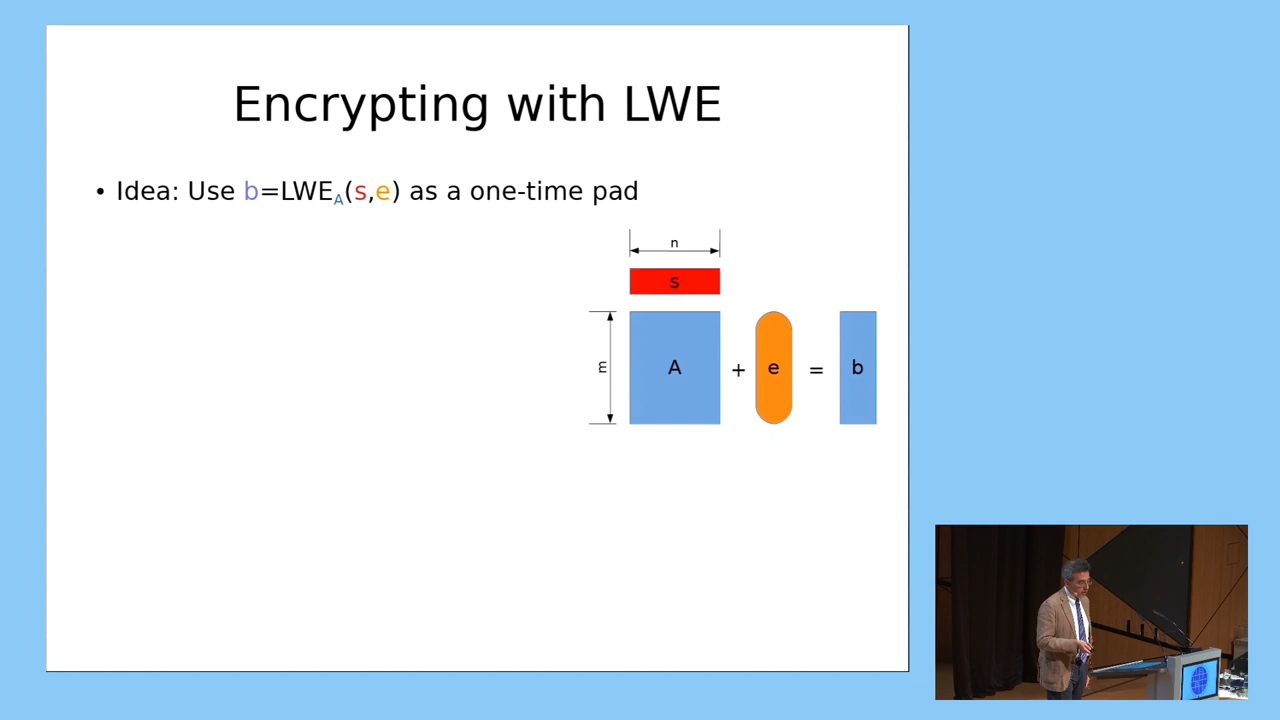 Encrypting with LWE
• Idea: Use b=LWE_A(s,e) as a one-time pad
n
s
m
A + e = b